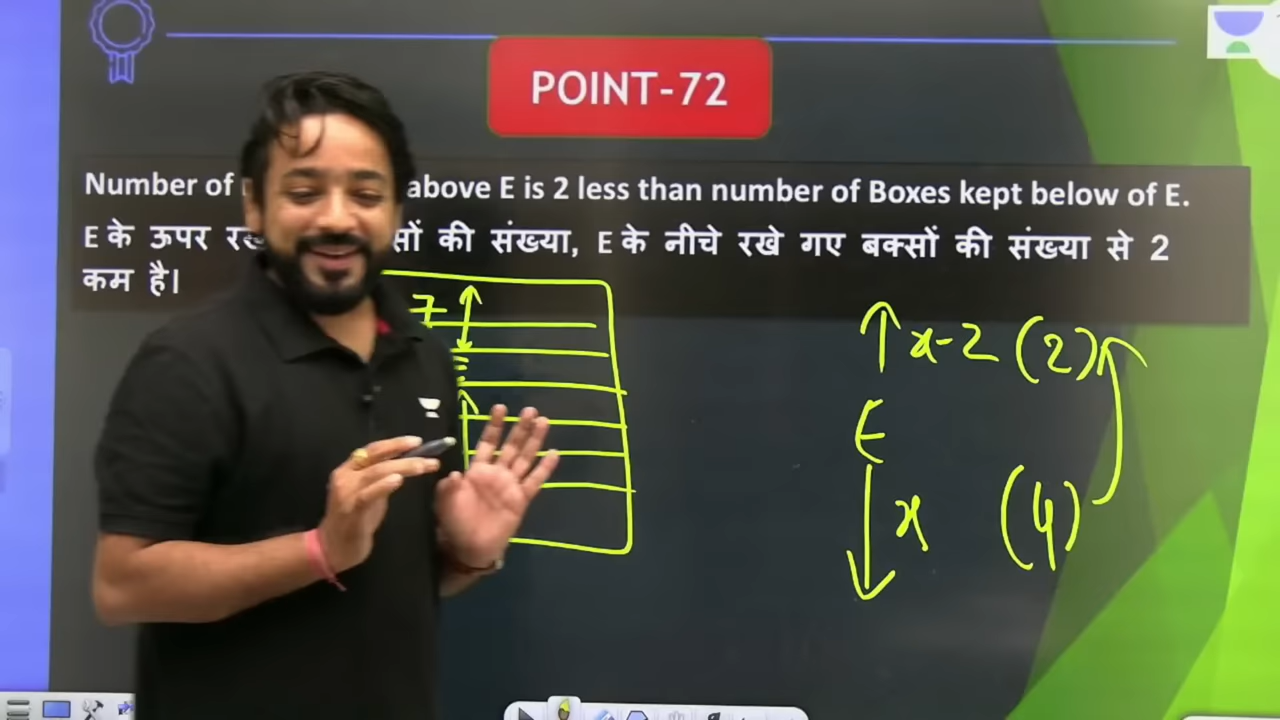 POINT-72
Number of above E is 2 less than number of Boxes kept below of E.
E के ऊपर सों की संख्या, E के नीचे रखे गए बक्सों की संख्या से 2
कम है।
7
E
x-2 (2)
E
x (4)